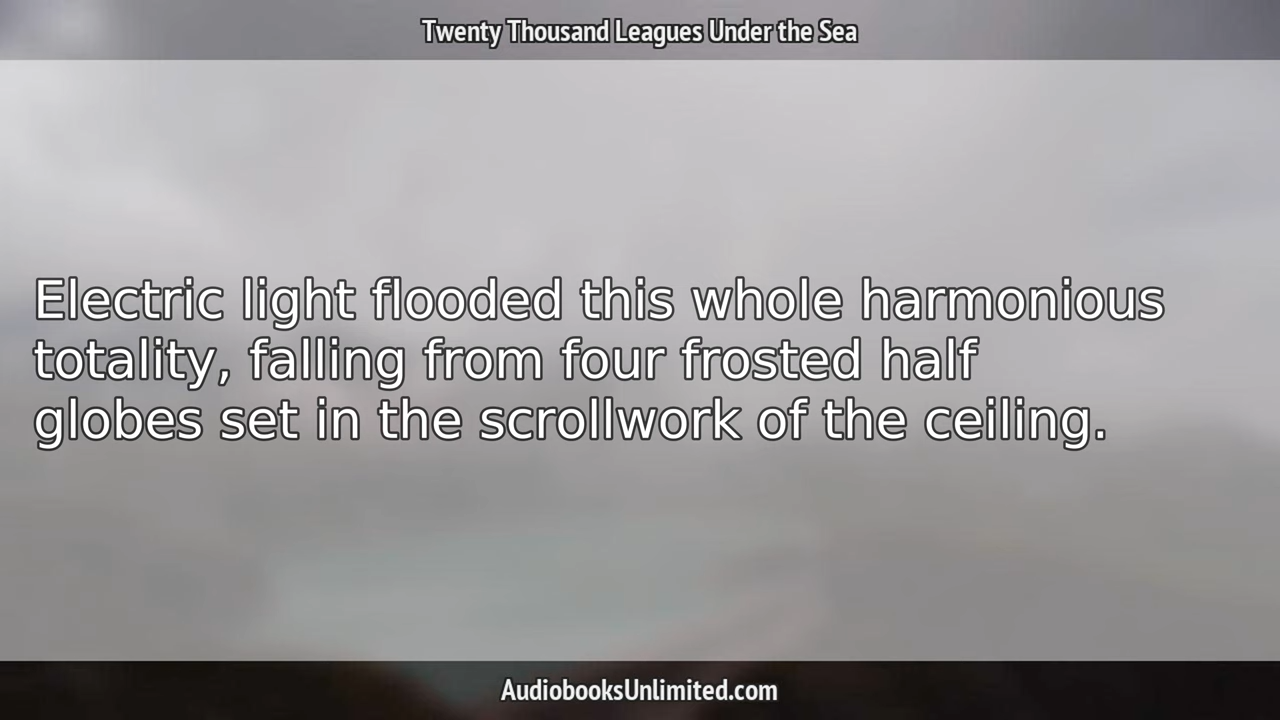 Twenty Thousand Leagues Under the Sea
Electric light flooded this whole harmonious
totality, falling from four frosted half
globes set in the scrollwork of the ceiling.
AudiobooksUnlimited.com